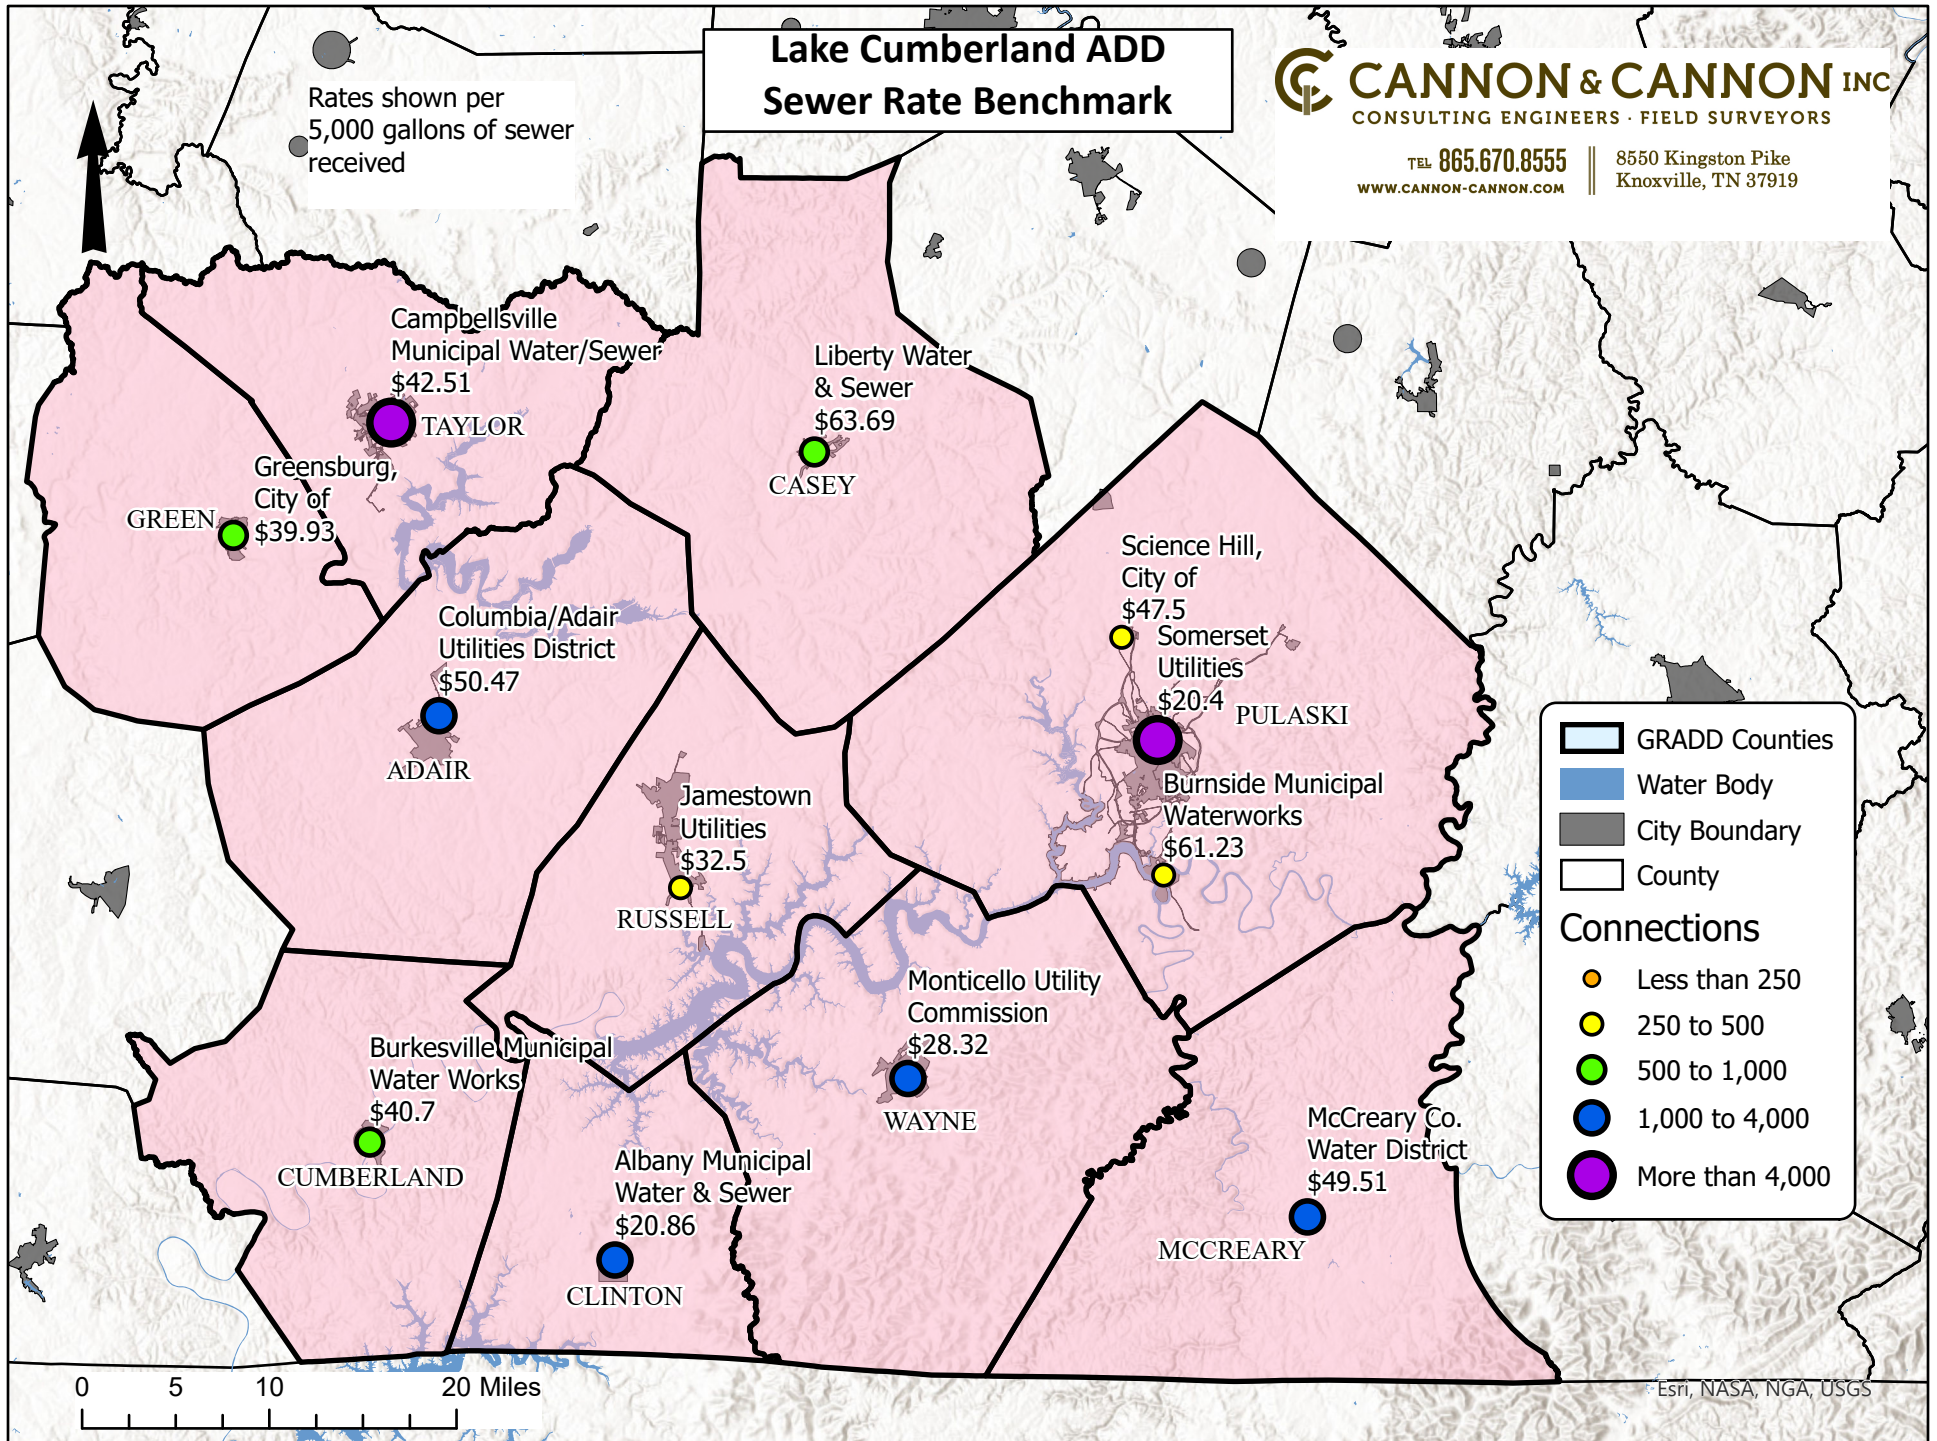 Lake Cumberland ADD
Sewer Rate Benchmark
CANNON & CANNON INC
CONSULTING ENGINEERS · FIELD SURVEYORS
TEL 865.670.8555
WWW.CANNON-CANNON.COM
8550 Kingston Pike
Knoxville, TN 37919
Rates shown per
5,000 gallons of sewer
received
Campbellsville
Municipal Water/Sewer
$42.51
TAYLOR
Liberty Water
& Sewer
$63.69
CASEY
Greensburg,
City of
$39.93
GREEN
Science Hill,
City of
$47.5
Somerset
Utilities
$20.4
PULASKI
Columbia/Adair
Utilities District
$50.47
ADAIR
Jamestown
Utilities
$32.5
RUSSELL
Burnside Municipal
Waterworks
$61.23
Monticello Utility
Commission
$28.32
WAYNE
Burkesville Municipal
Water Works
$40.7
CUMBERLAND
Albany Municipal
Water & Sewer
$20.86
CLINTON
McCreary Co.
Water District
$49.51
MCCREARY
GRADD Counties
Water Body
City Boundary
County
Connections
Less than 250
250 to 500
500 to 1,000
1,000 to 4,000
More than 4,000
0 5 10 20 Miles
Esri, NASA, NGA, USGS